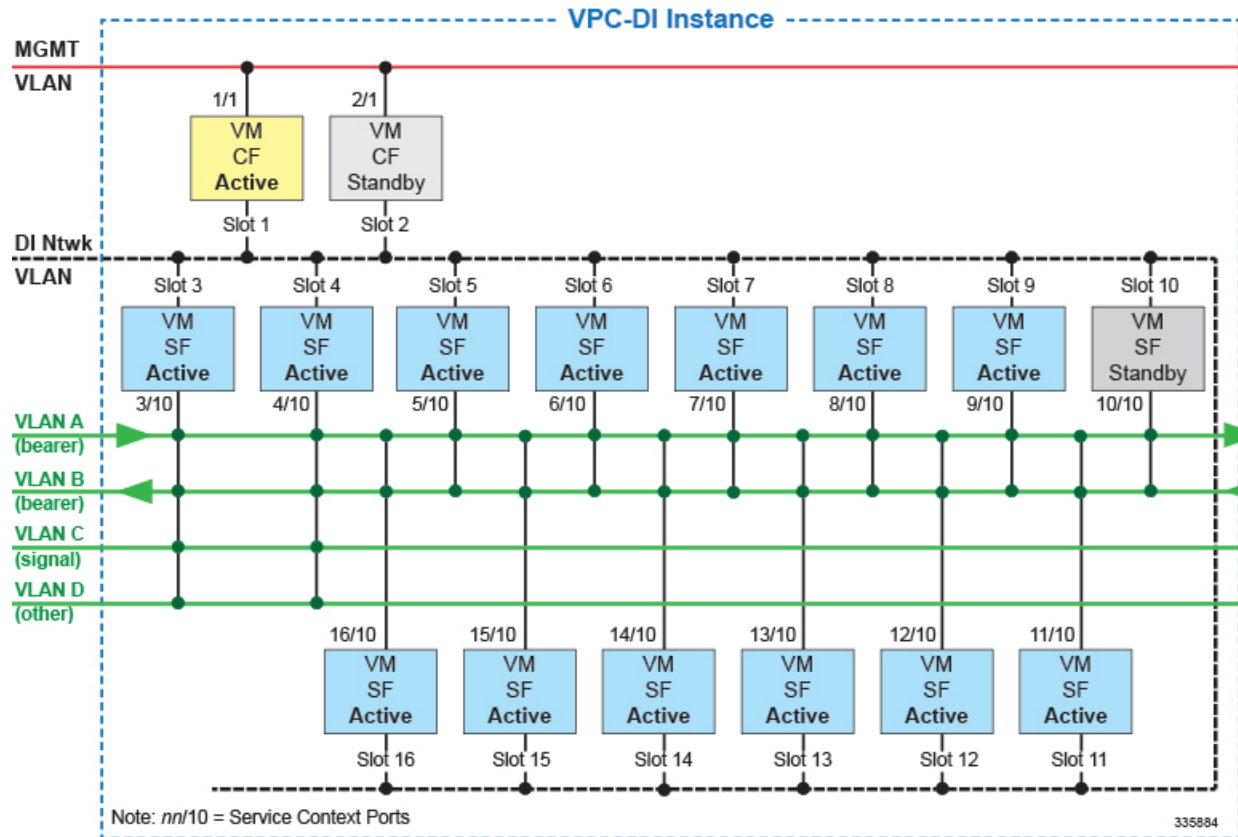 VPC-DI Instance
MGMT
VLAN
1/1
2/1
VM
CF
Active
VM
CF
Standby
Slot 1
Slot 2
DI Ntwk
VLAN
Slot 3
Slot 4
Slot 5
Slot 6
Slot 7
Slot 8
Slot 9
Slot 10
VM
SF
Active
VM
SF
Active
VM
SF
Active
VM
SF
Active
VM
SF
Active
VM
SF
Active
VM
SF
Active
VM
SF
Standby
3/10
4/10
5/10
6/10
7/10
8/10
9/10
10/10
VLAN A
(bearer)
VLAN B
(bearer)
VLAN C
(signal)
VLAN D
(other)
16/10
15/10
14/10
13/10
12/10
11/10
VM
SF
Active
VM
SF
Active
VM
SF
Active
VM
SF
Active
VM
SF
Active
VM
SF
Active
Slot 16
Slot 15
Slot 14
Slot 13
Slot 12
Slot 11
Note: nn/10 = Service Context Ports
335884